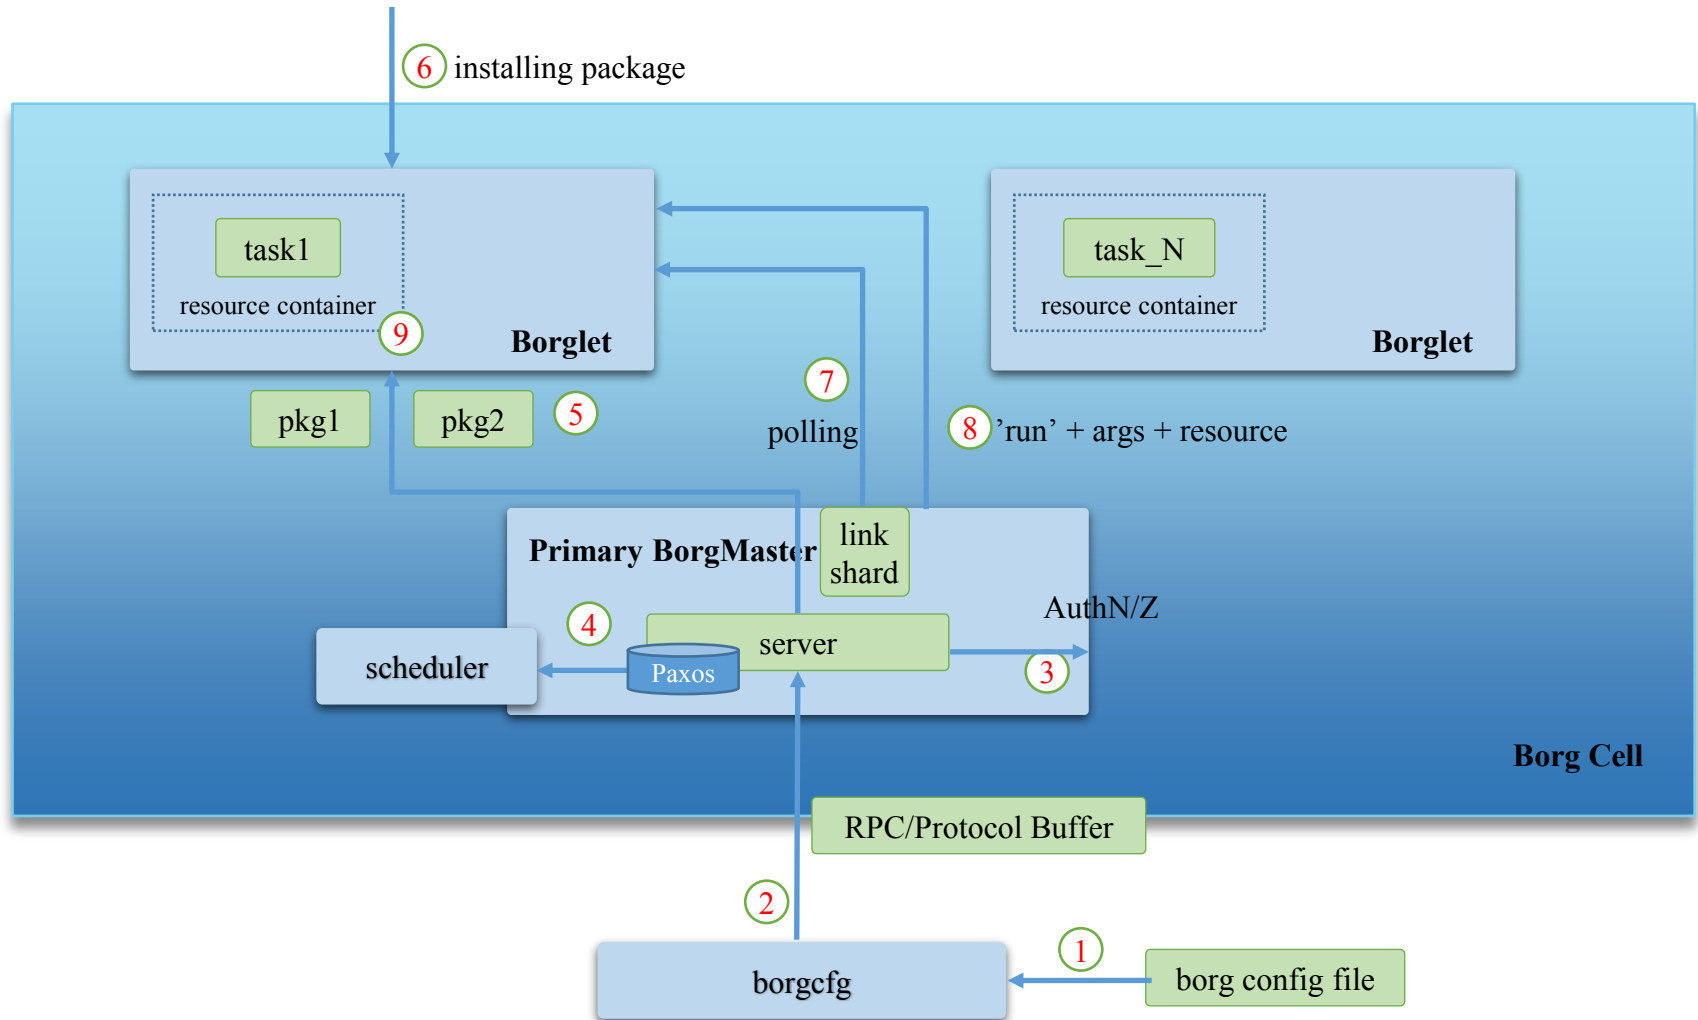 6 installing package
task1
resource container
9
Borglet
task_N
resource container
Borglet
pkg1
pkg2
5
7
polling
8 ’run’ + args + resource
Primary BorgMaster
link
shard
AuthN/Z
4
server
scheduler
Paxos
3
Borg Cell
RPC/Protocol Buffer
2
1
borgcfg
borg config file